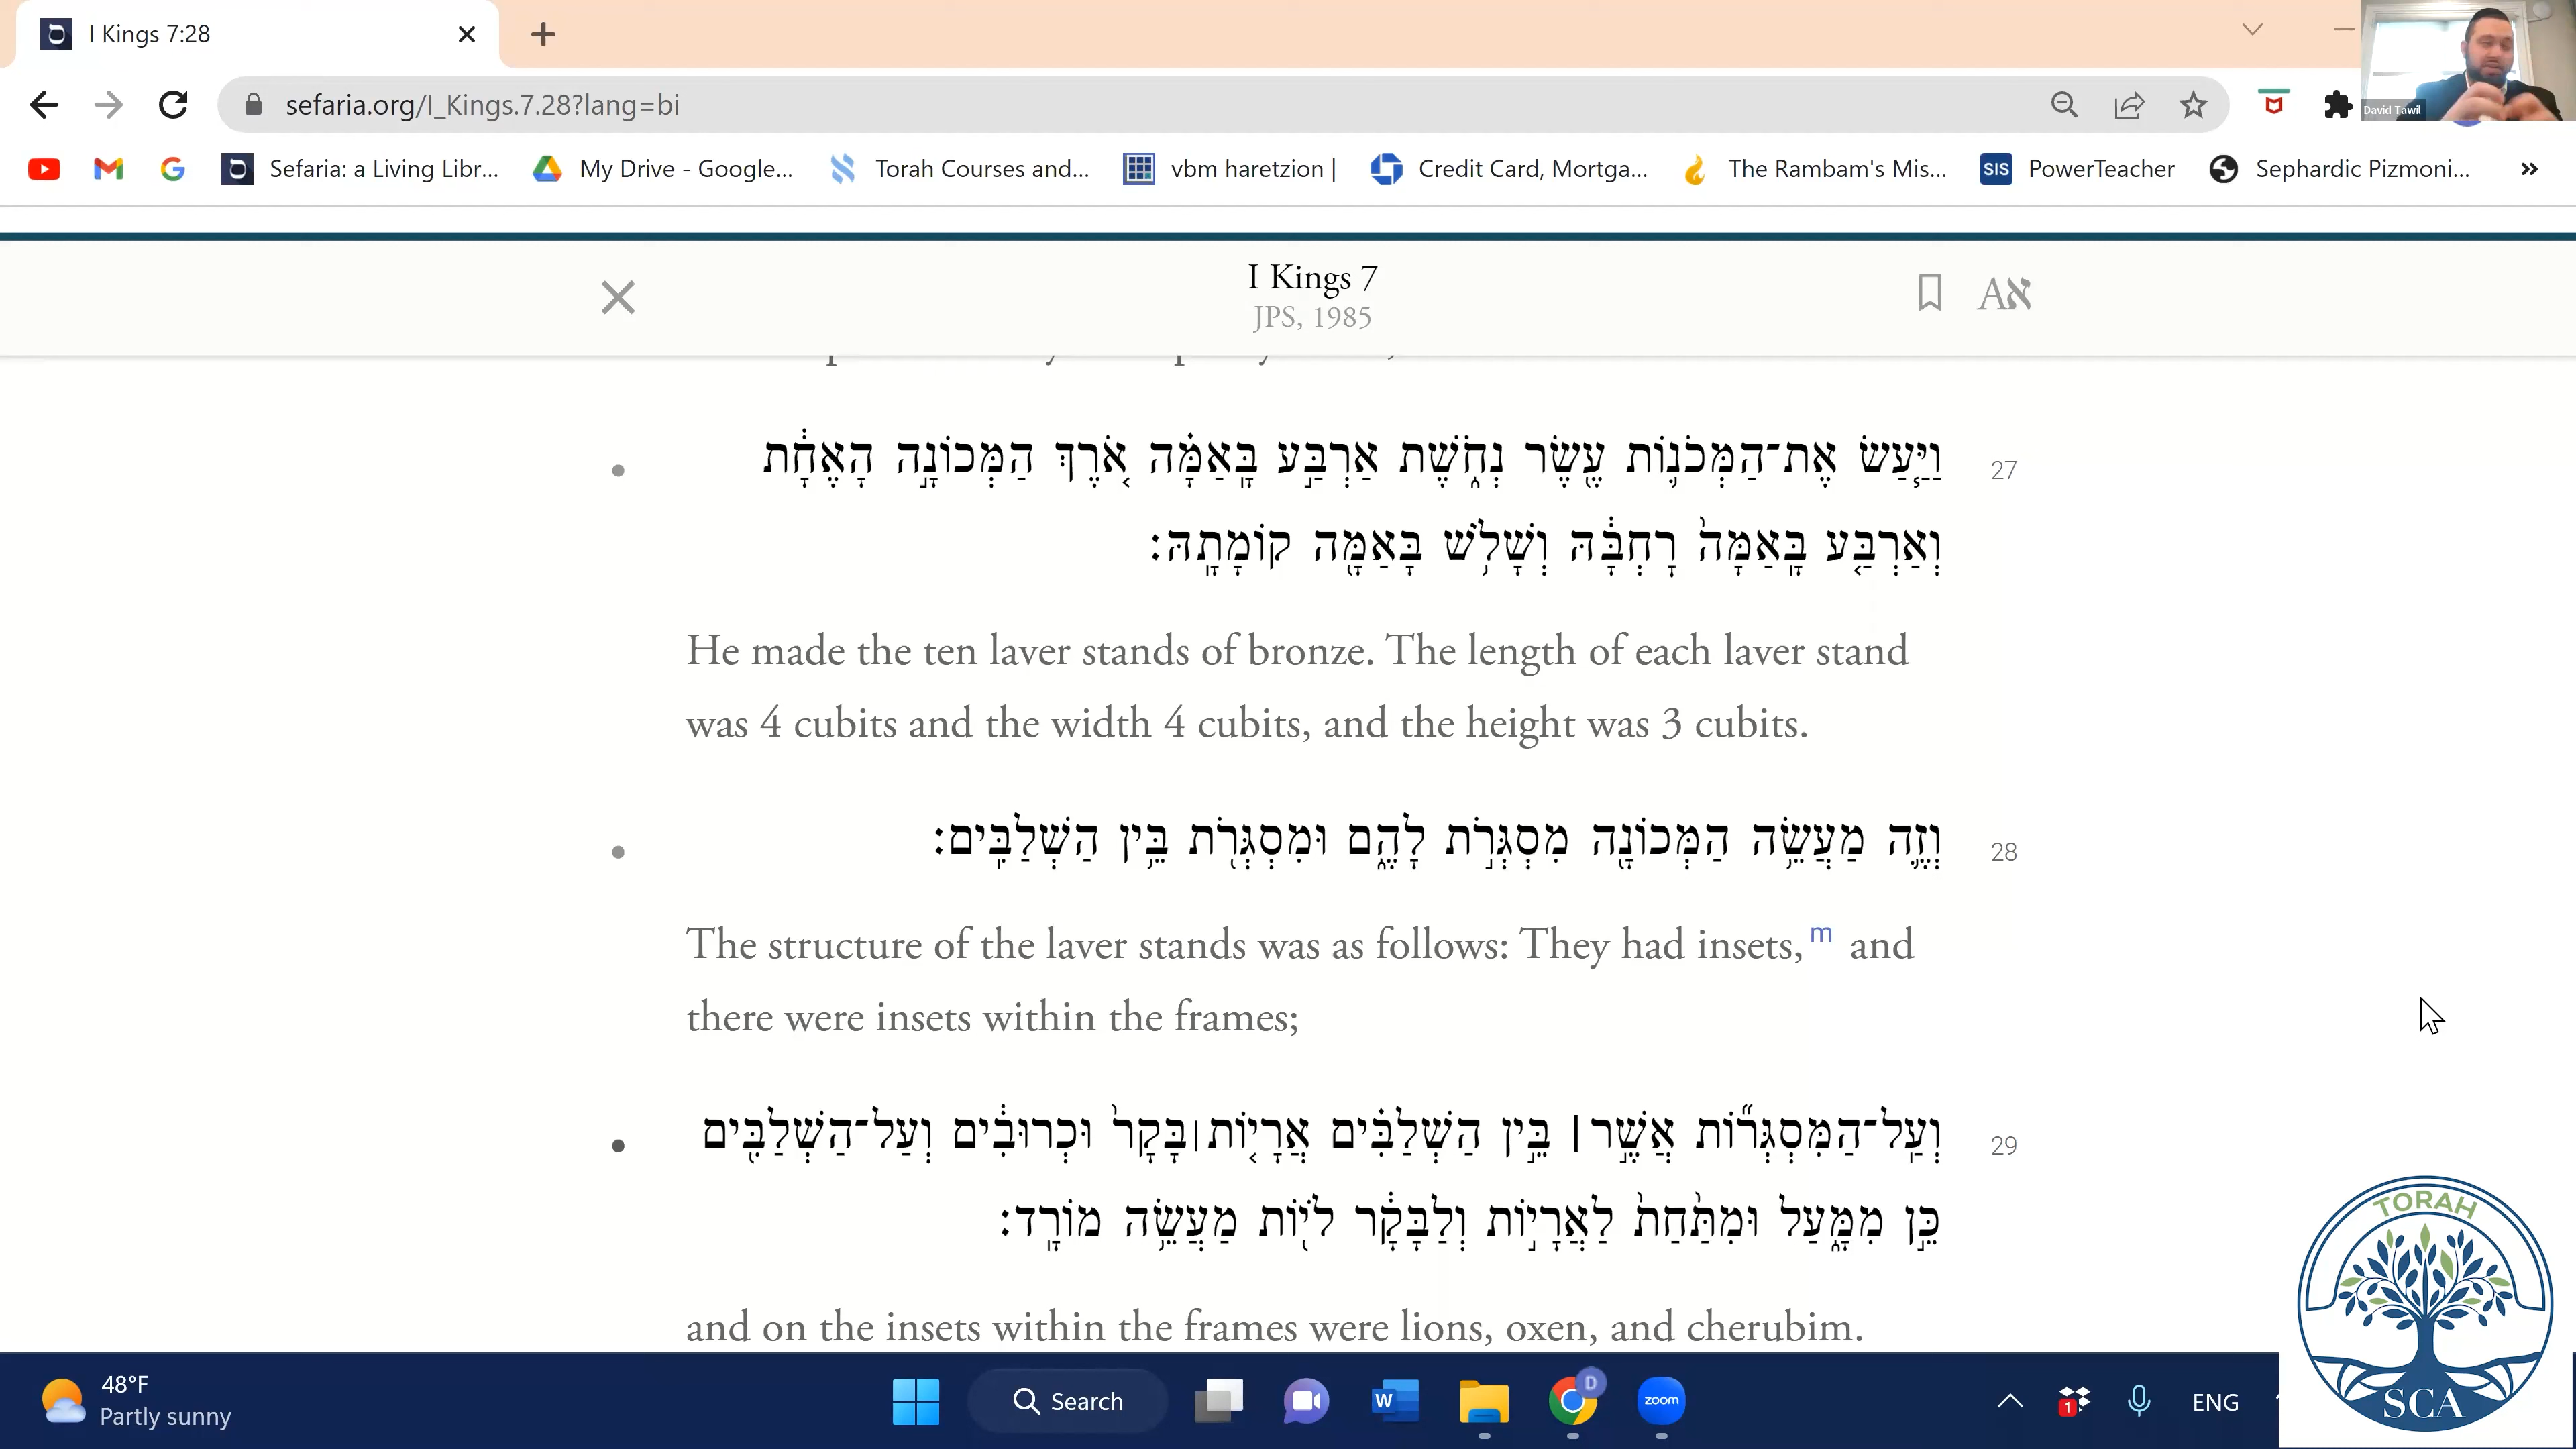 I Kings 7:28
sefaria.org/I_Kings.7.28?lang=bi
David Tawil
Sefaria: a Living Libr... My Drive - Google... Torah Courses and... vbm haretzion | Credit Card, Mortga... The Rambam's Mis... SIS PowerTeacher Sephardic Pizmoni... »
I Kings 7
JPS, 1985
Aא
27 וַיַּ֧עַשׂ אֶת־הַמְּכֹנ֛וֹת עֶ֖שֶׂר נְחֹ֑שֶׁת אַרְבַּ֣ע בָּאַמָּ֗ה אֹ֚רֶךְ הַמְּכוֹנָ֣ה הָאֶחָ֔ת
וְאַרְבַּ֤ע בָּֽאַמָּה֙ רׇחְבָּ֔הּ וְשָׁלֹ֥שׁ בָּאַמָּ֖ה קוֹמָתָֽהּ׃
He made the ten laver stands of bronze. The length of each laver stand
was 4 cubits and the width 4 cubits, and the height was 3 cubits.
28 וְזֶ֛ה מַעֲשֵׂ֥ה הַמְּכוֹנָ֖ה מִסְגְּרֹ֣ת לָהֶ֑ם וּמִסְגְּרֹ֖ת בֵּ֥ין הַשְׁלַבִּֽים׃
The structure of the laver stands was as follows: They had insets,m and
there were insets within the frames;
29 וְעַֽל־הַמִּסְגְּר֞וֹת אֲשֶׁ֣ר ׀ בֵּ֣ין הַשְׁלַבִּ֗ים אֲרָי֤וֹת ׀ בָּקָר֙ וּכְרוּבִ֔ים וְעַל־הַשְׁלַבִּ֖ים
כֵּ֣ן מִמָּ֑עַל וּמִתַּ֙חַת֙ לַאֲרָי֣וֹת וְלַבָּקָ֔ר לֹי֖וֹת מַעֲשֵׂ֥ה מוֹרָֽד׃
and on the insets within the frames were lions, oxen, and cherubim.
TORAH
SCA
48°F
Partly sunny
Search
W
D
zoom
1
ENG